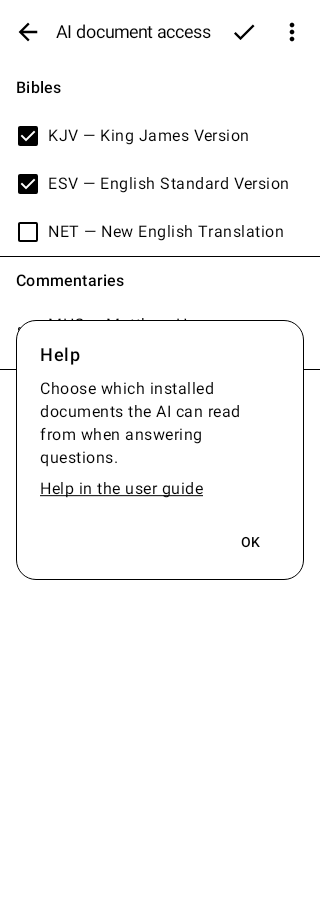 AI document access
Bibles
KJV — King James Version
ESV — English Standard Version
NET — New English Translation
Commentaries
Help
Choose which installed
documents the AI can read
from when answering
questions.
Help in the user guide
OK